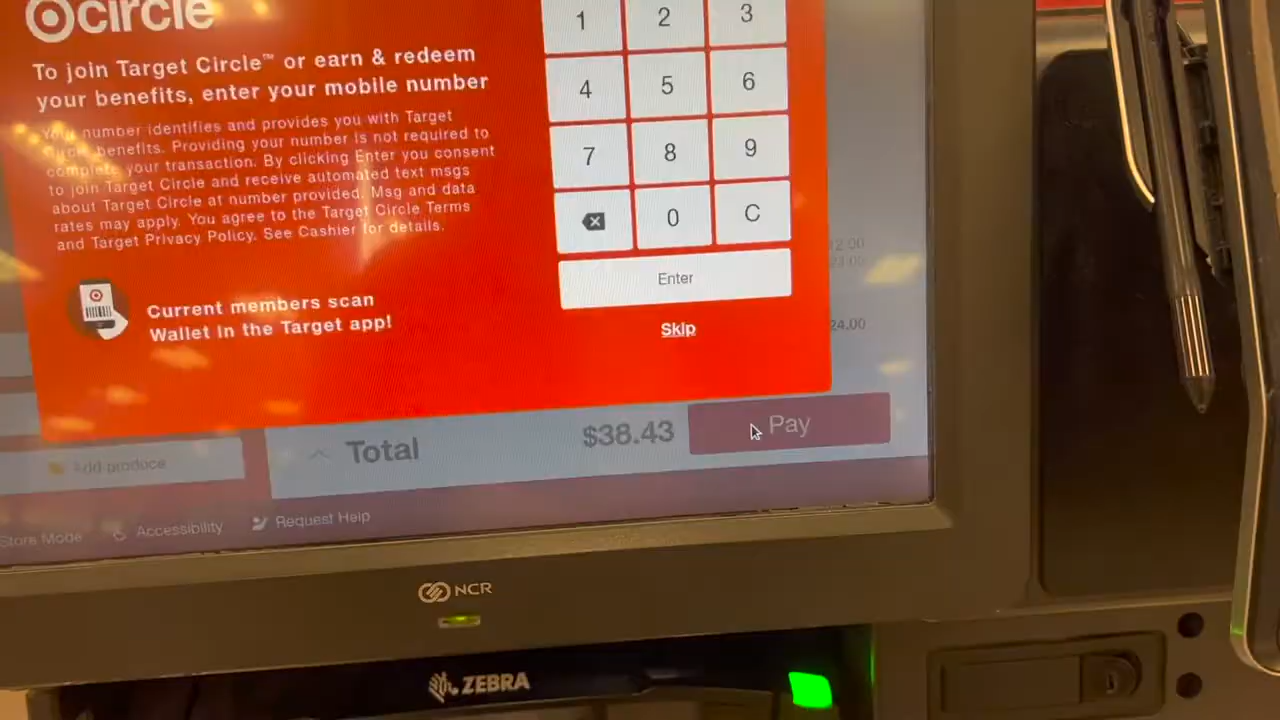 circle
1 2 3
To join Target Circle™ or earn & redeem
your benefits, enter your mobile number
4 5 6
Your number identifies and provides you with Target
Circle benefits. Providing your number is not required to
complete your transaction. By clicking Enter you consent
to join Target Circle and receive automated text msgs
about Target Circle at number provided. Msg and data
rates may apply. You agree to the Target Circle Terms
and Target Privacy Policy. See Cashier for details.
7 8 9
0 C
Enter
Current members scan
Wallet in the Target app!
Skip
23.00
24.00
Total $38.43 Pay
Add produce
Store Mode Accessibility Request Help
NCR
ZEBRA